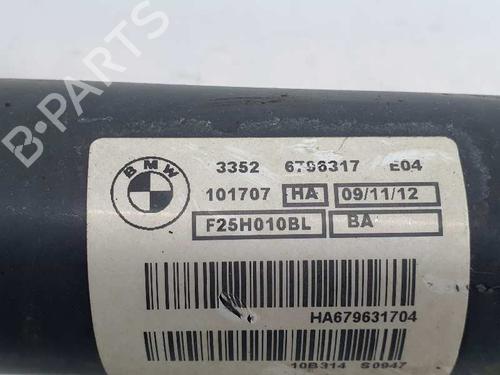 BMW
3352 6796317 E04
101707 HA 09/11/12
F25H010BL BA
HA679631704
10B314 S0947
B-PARTS